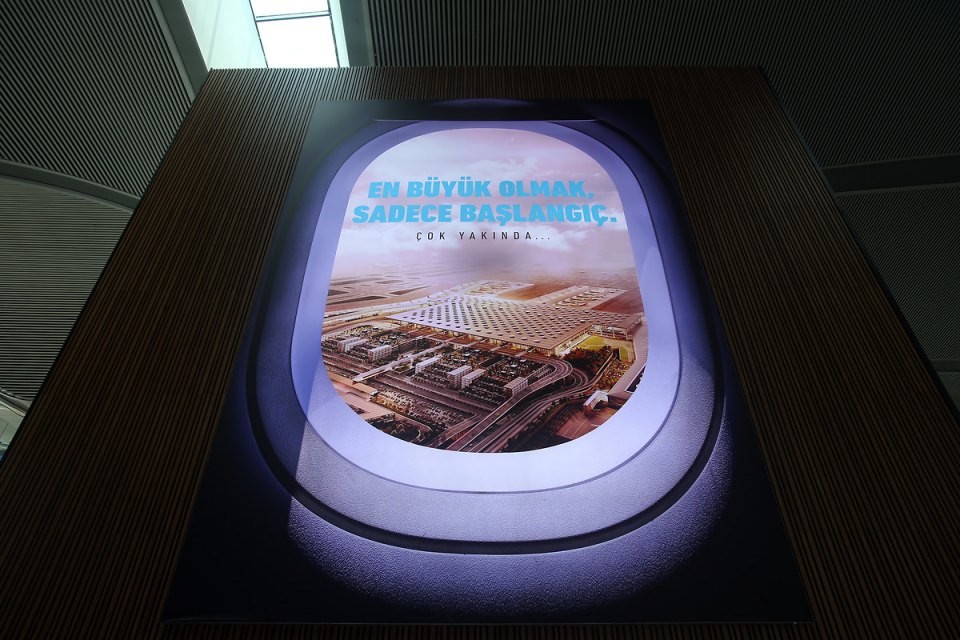 EN BÜYÜK OLMAK,
SADECE BAŞLANGIÇ.
ÇOK YAKINDA...